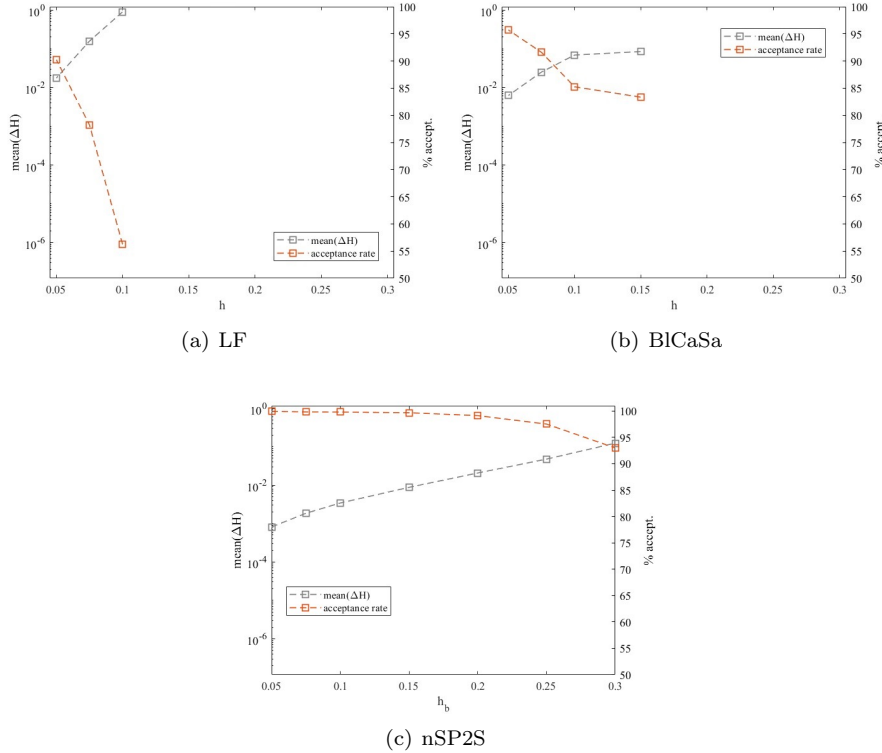 10^0
10^-2
10^-4
10^-6
mean(ΔH)
100
95
90
85
80
75
70
65
60
55
50
% acccpt.
mean(ΔH)
acceptance rate
0.05 0.1 0.15 0.2 0.25 0.3
h
(a) LF
10^0
10^-2
10^-4
10^-6
mean(ΔH)
100
95
90
85
80
75
70
65
60
55
50
% acccpt.
mean(ΔH)
acceptance rate
0.05 0.1 0.15 0.2 0.25 0.3
h
(b) BlCaSa
10^0
10^-2
10^-4
10^-6
mean(ΔH)
100
95
90
85
80
75
70
65
60
55
50
% acccpt.
mean(ΔH)
acceptance rate
0.05 0.1 0.15 0.2 0.25 0.3
h_b
(c) nSP2S